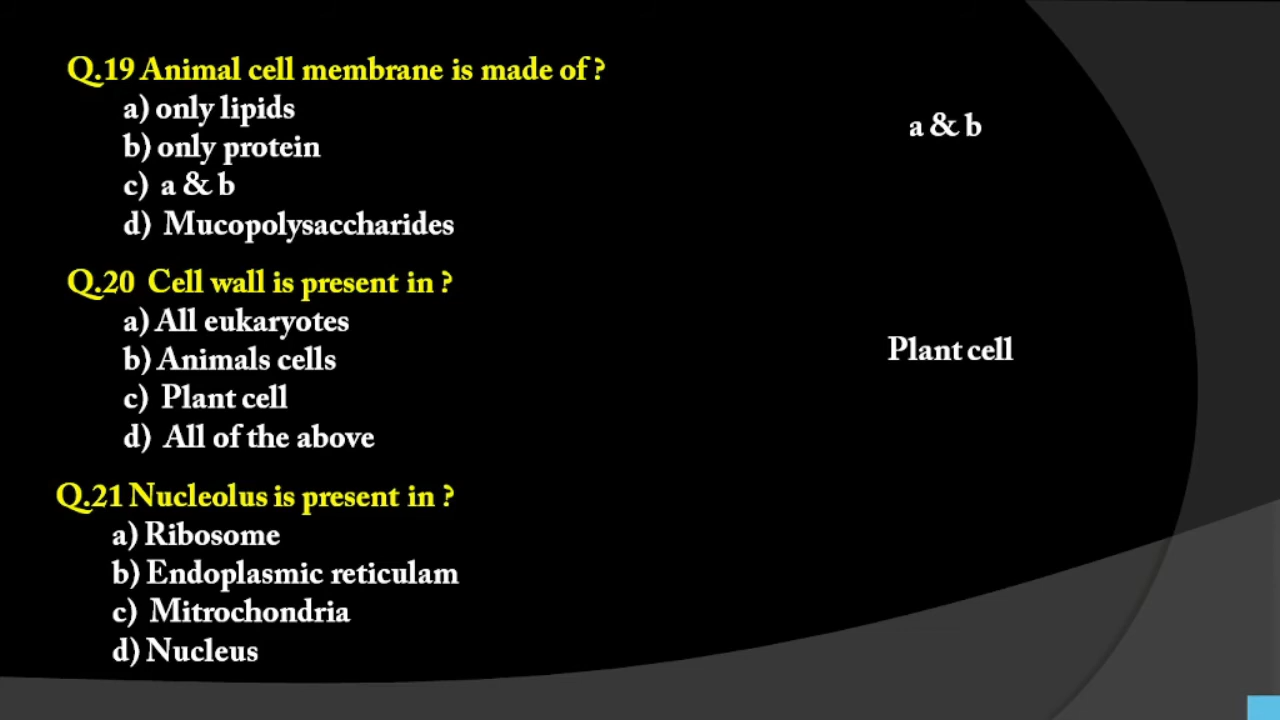 Q.19 Animal cell membrane is made of ?
a) only lipids
b) only protein
c) a & b
d) Mucopolysaccharides
a & b
Q.20 Cell wall is present in ?
a) All eukaryotes
b) Animals cells
c) Plant cell
d) All of the above
Plant cell
Q.21 Nucleolus is present in ?
a) Ribosome
b) Endoplasmic reticulam
c) Mitrochondria
d) Nucleus